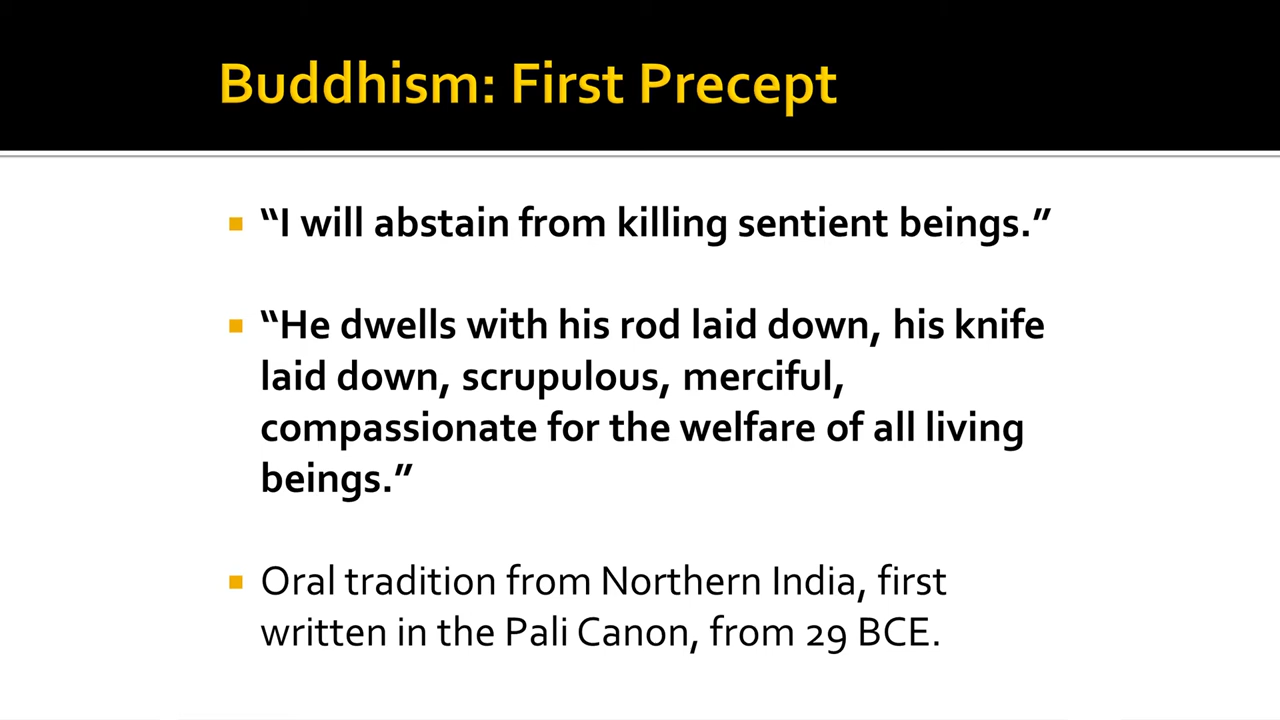 Buddhism: First Precept
“I will abstain from killing sentient beings.”
“He dwells with his rod laid down, his knife
laid down, scrupulous, merciful,
compassionate for the welfare of all living
beings.”
Oral tradition from Northern India, first
written in the Pali Canon, from 29 BCE.